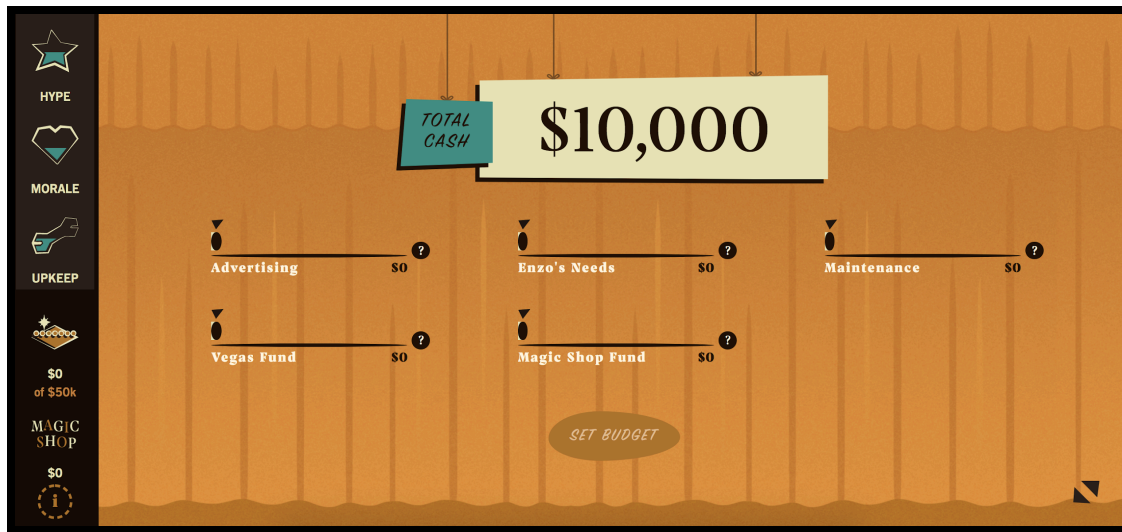 HYPE
MORALE
UPKEEP
$0
of $50k
MAGIC
SHOP
$0
i
TOTAL
CASH
$10,000
?
Advertising $0
?
Enzo's Needs $0
?
Maintenance $0
?
Vegas Fund $0
?
Magic Shop Fund $0
SET BUDGET